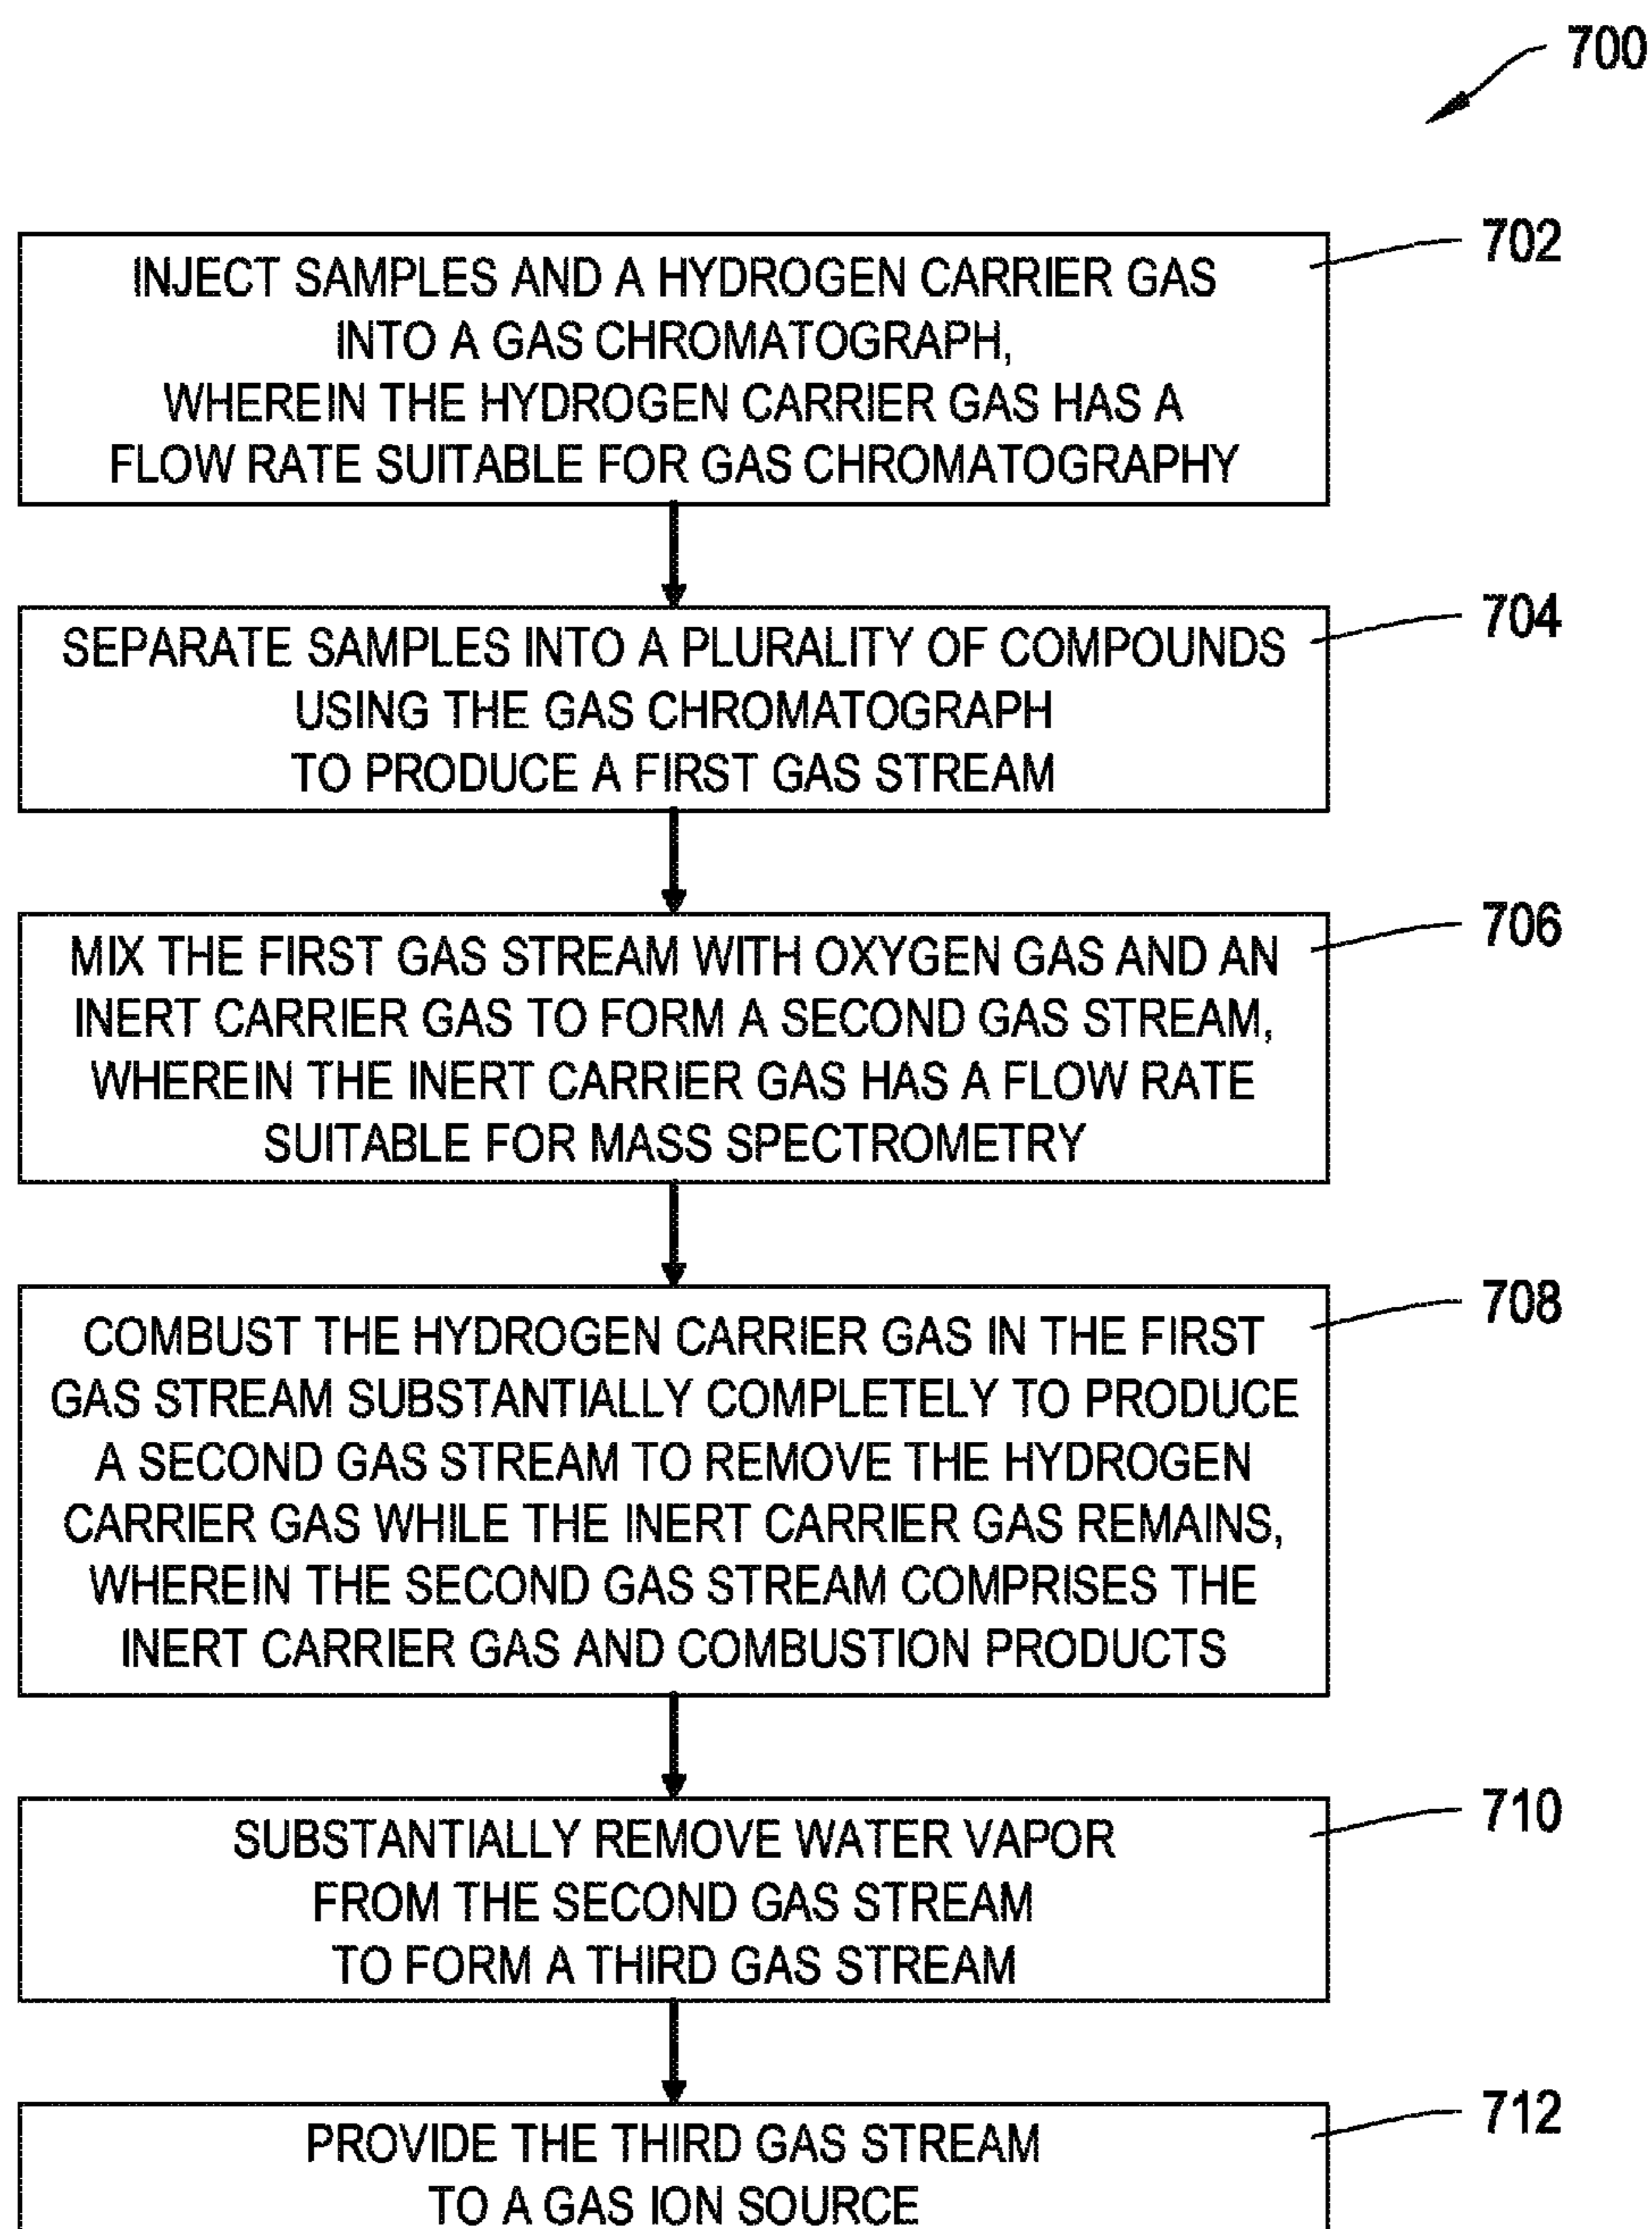 700
INJECT SAMPLES AND A HYDROGEN CARRIER GAS
INTO A GAS CHROMATOGRAPH,
WHEREIN THE HYDROGEN CARRIER GAS HAS A
FLOW RATE SUITABLE FOR GAS CHROMATOGRAPHY
702
SEPARATE SAMPLES INTO A PLURALITY OF COMPOUNDS
USING THE GAS CHROMATOGRAPH
TO PRODUCE A FIRST GAS STREAM
704
MIX THE FIRST GAS STREAM WITH OXYGEN GAS AND AN
INERT CARRIER GAS TO FORM A SECOND GAS STREAM,
WHEREIN THE INERT CARRIER GAS HAS A FLOW RATE
SUITABLE FOR MASS SPECTROMETRY
706
COMBUST THE HYDROGEN CARRIER GAS IN THE FIRST
GAS STREAM SUBSTANTIALLY COMPLETELY TO PRODUCE
A SECOND GAS STREAM TO REMOVE THE HYDROGEN
CARRIER GAS WHILE THE INERT CARRIER GAS REMAINS,
WHEREIN THE SECOND GAS STREAM COMPRISES THE
INERT CARRIER GAS AND COMBUSTION PRODUCTS
708
SUBSTANTIALLY REMOVE WATER VAPOR
FROM THE SECOND GAS STREAM
TO FORM A THIRD GAS STREAM
710
PROVIDE THE THIRD GAS STREAM
TO A GAS ION SOURCE
712